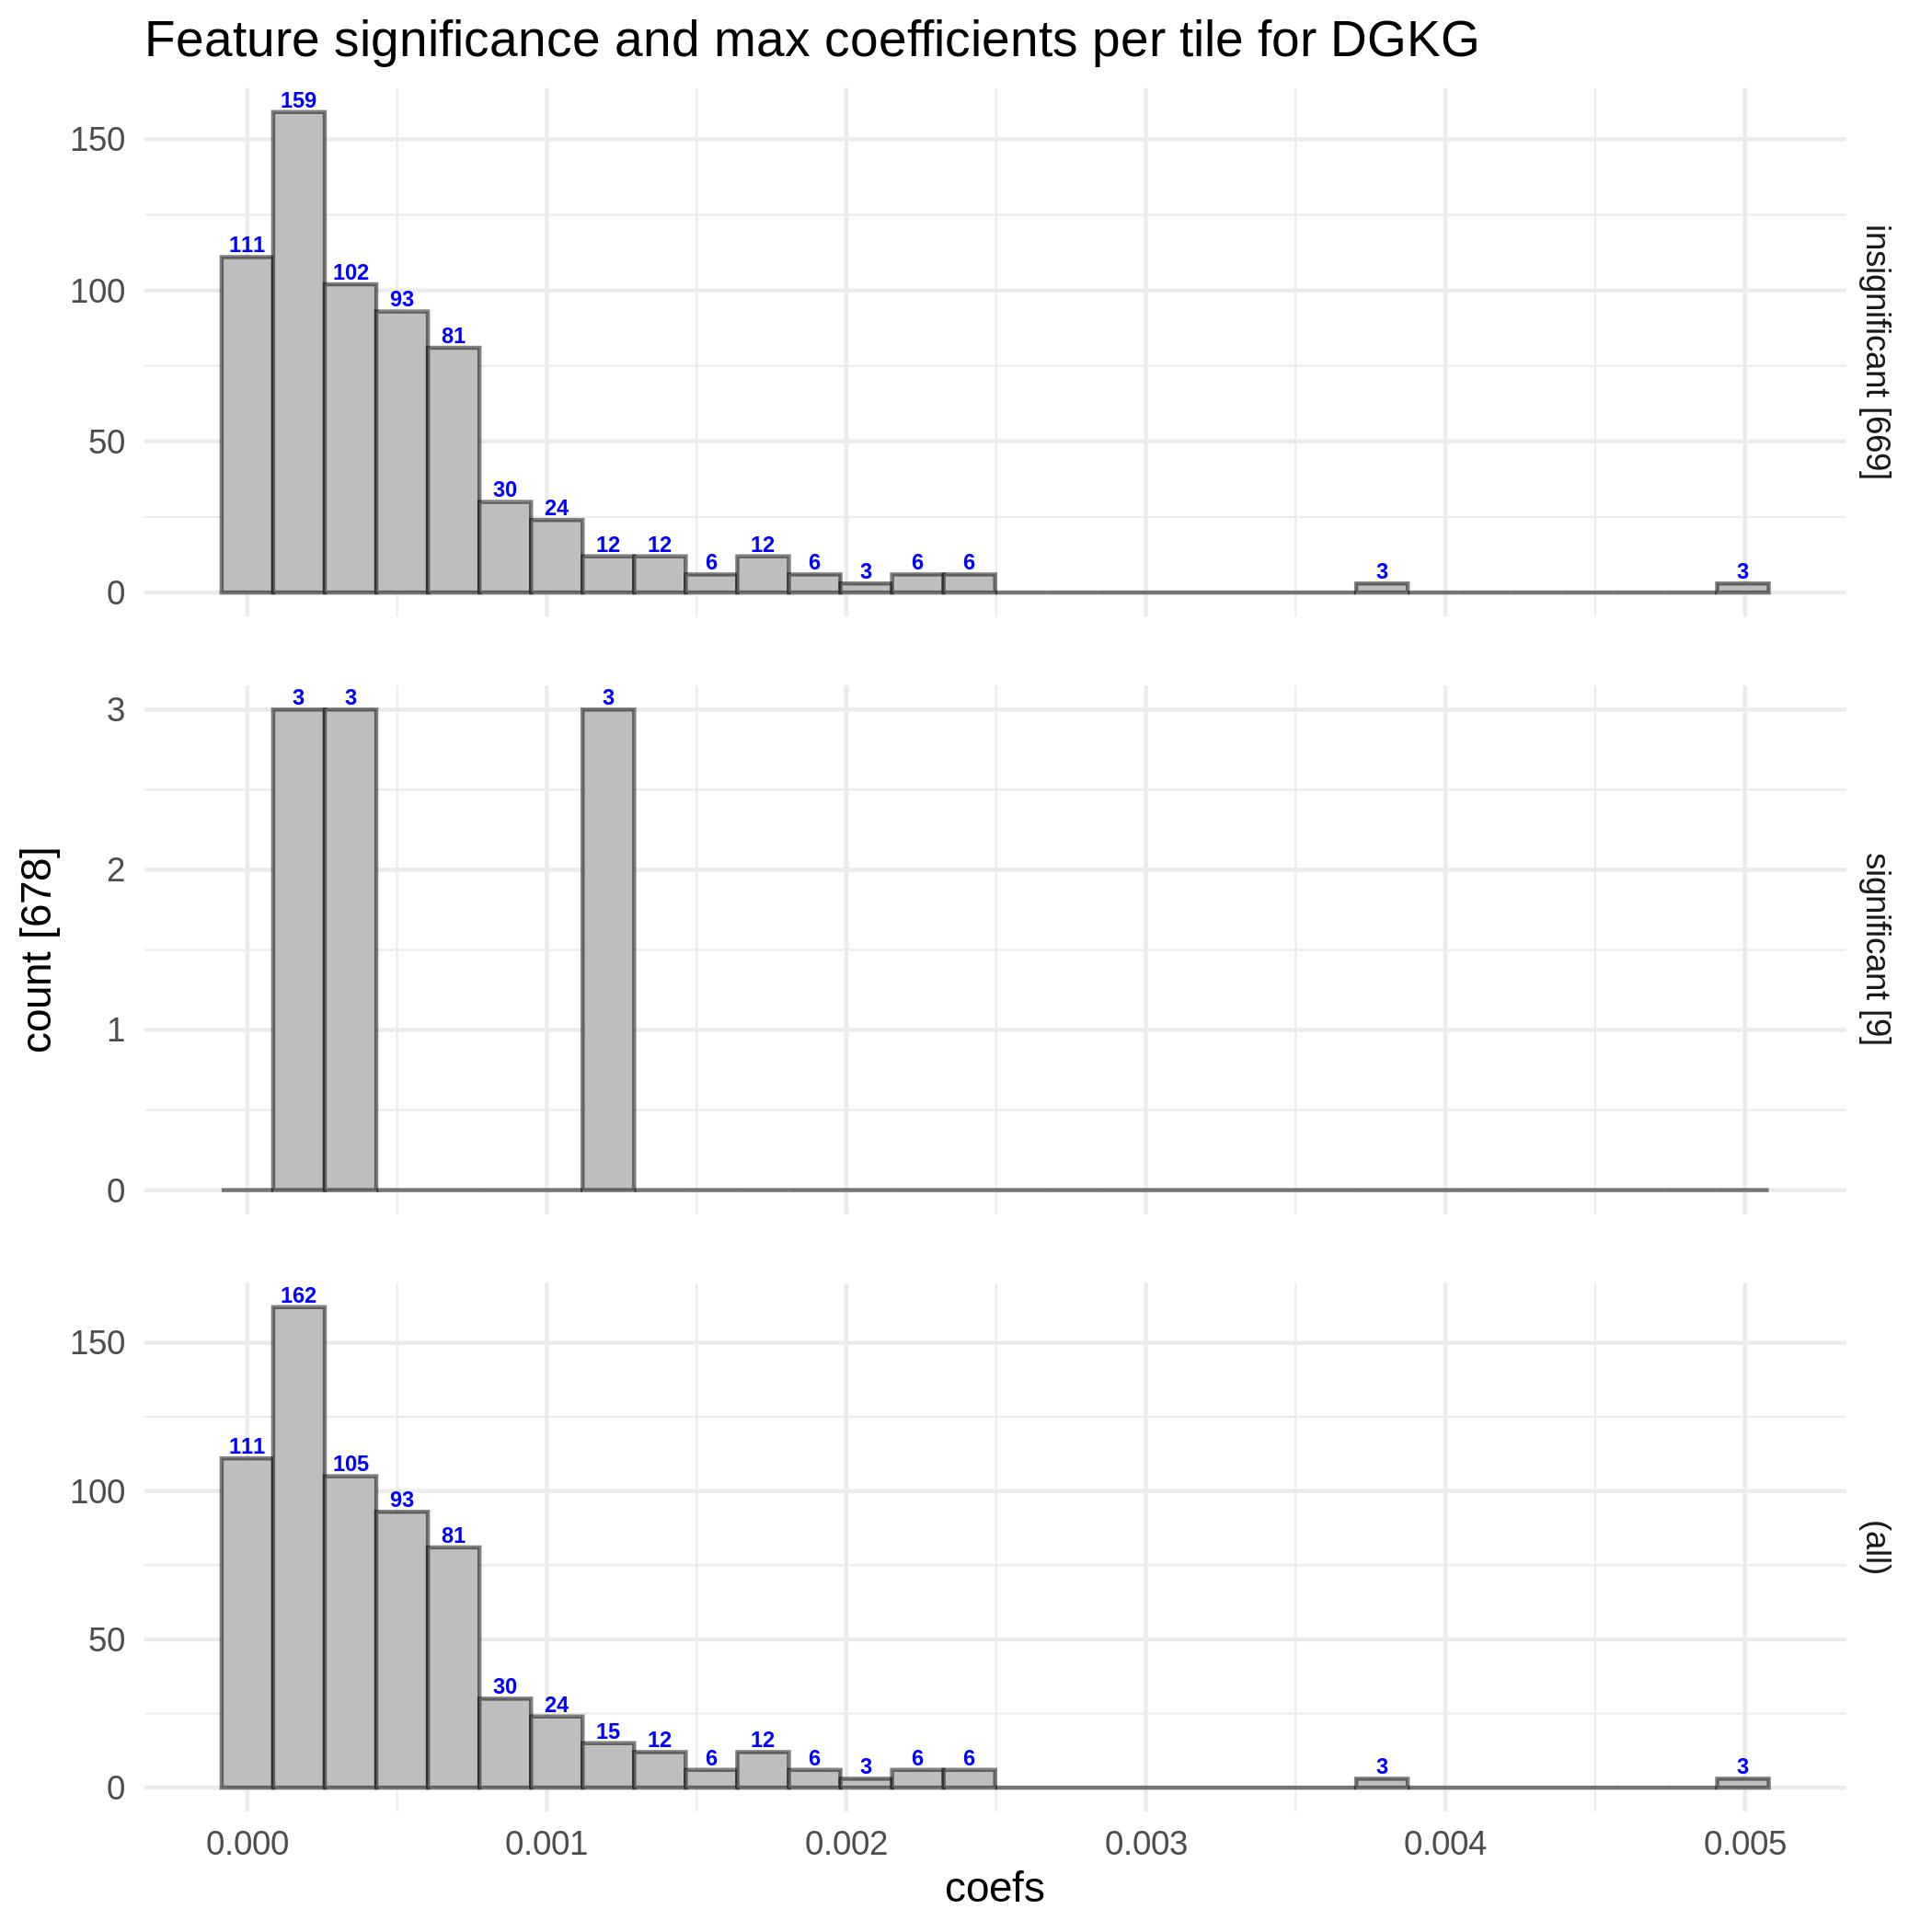 Feature significance and max coefficients per tile for DGKG
159
150
111
102
100
93
81
50
30
24
12 12 6 12 6 3 6 6 3 3
0
insignificant [669]
3 3 3
3
2
1
0
significant [9]
count [678]
162
150
111
105
100
93
81
50
30
24
15 12 6 12 6 3 6 6 3 3
0
(all)
0.000 0.001 0.002 0.003 0.004 0.005
coefs